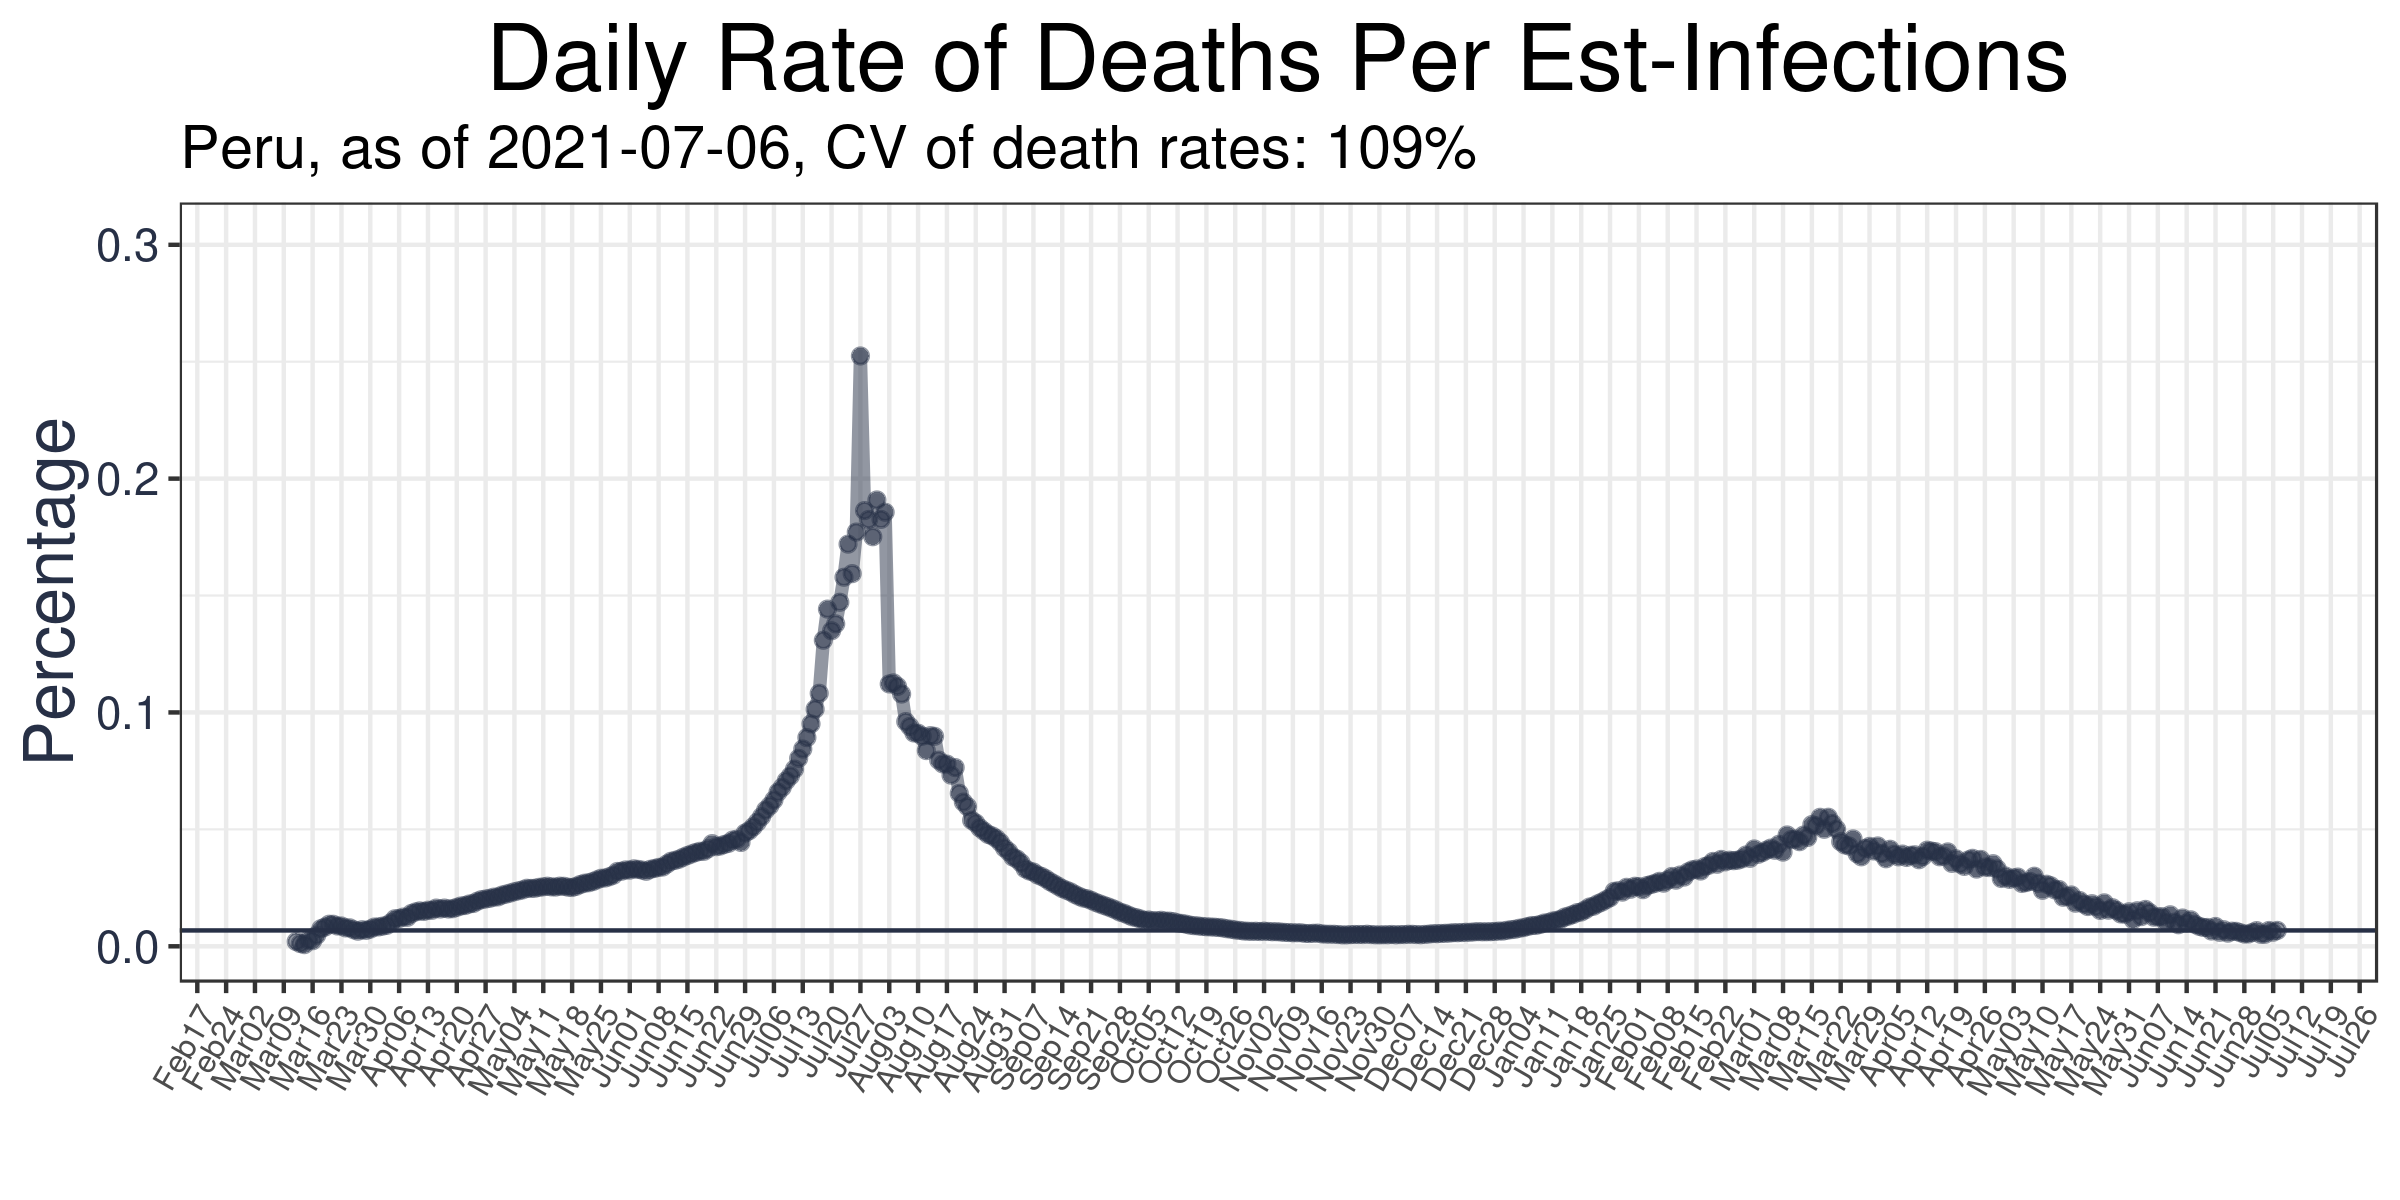 Daily Rate of Deaths Per Est-Infections
Peru, as of 2021-07-06, CV of death rates: 109%
Percentage
0.3
0.2
0.1
0.0
Feb17 Feb24 Mar02 Mar09 Mar16 Mar23 Mar30 Apr06 Apr13 Apr20 Apr27 May04 May11 May18 May25 Jun01 Jun08 Jun15 Jun22 Jun29 Jul06 Jul13 Jul20 Jul27 Aug03 Aug10 Aug17 Aug24 Aug31 Sep07 Sep14 Sep21 Sep28 Oct05 Oct12 Oct19 Oct26 Nov02 Nov09 Nov16 Nov23 Nov30 Dec07 Dec14 Dec21 Dec28 Jan04 Jan11 Jan18 Jan25 Feb01 Feb08 Feb15 Feb22 Mar01 Mar08 Mar15 Mar22 Mar29 Apr05 Apr12 Apr19 Apr26 May03 May10 May17 May24 May31 Jun07 Jun14 Jun21 Jun28 Jul05 Jul12 Jul19 Jul26